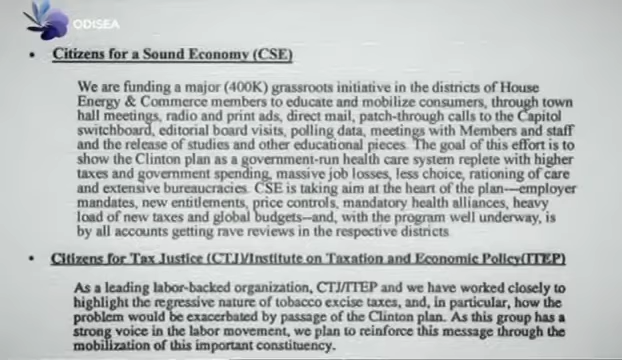 ODISEA
• Citizens for a Sound Economy (CSE)
We are funding a major (400K) grassroots initiative in the districts of House
Energy & Commerce members to educate and mobilize consumers, through town
hall meetings, radio and print ads, direct mail, patch-through calls to the Capitol
switchboard, editorial board visits, polling data, meetings with Members and staff
and the release of studies and other educational pieces. The goal of this effort is to
show the Clinton plan as a government-run health care system replete with higher
taxes and government spending, massive job losses, less choice, rationing of care
and extensive bureaucracies. CSE is taking aim at the heart of the plan—employer
mandates, new entitlements, price controls, mandatory health alliances, heavy
load of new taxes and global budgets--and, with the program well underway, is
by all accounts getting rave reviews in the respective districts.
• Citizens for Tax Justice (CTJ)/Institute on Taxation and Economic Policy(ITEP)
As a leading labor-backed organization, CTJ/ITEP and we have worked closely to
highlight the regressive nature of tobacco excise taxes, and, in particular, how the
problem would be exacerbated by passage of the Clinton plan. As this group has a
strong voice in the labor movement, we plan to reinforce this message through the
mobilization of this important constituency.